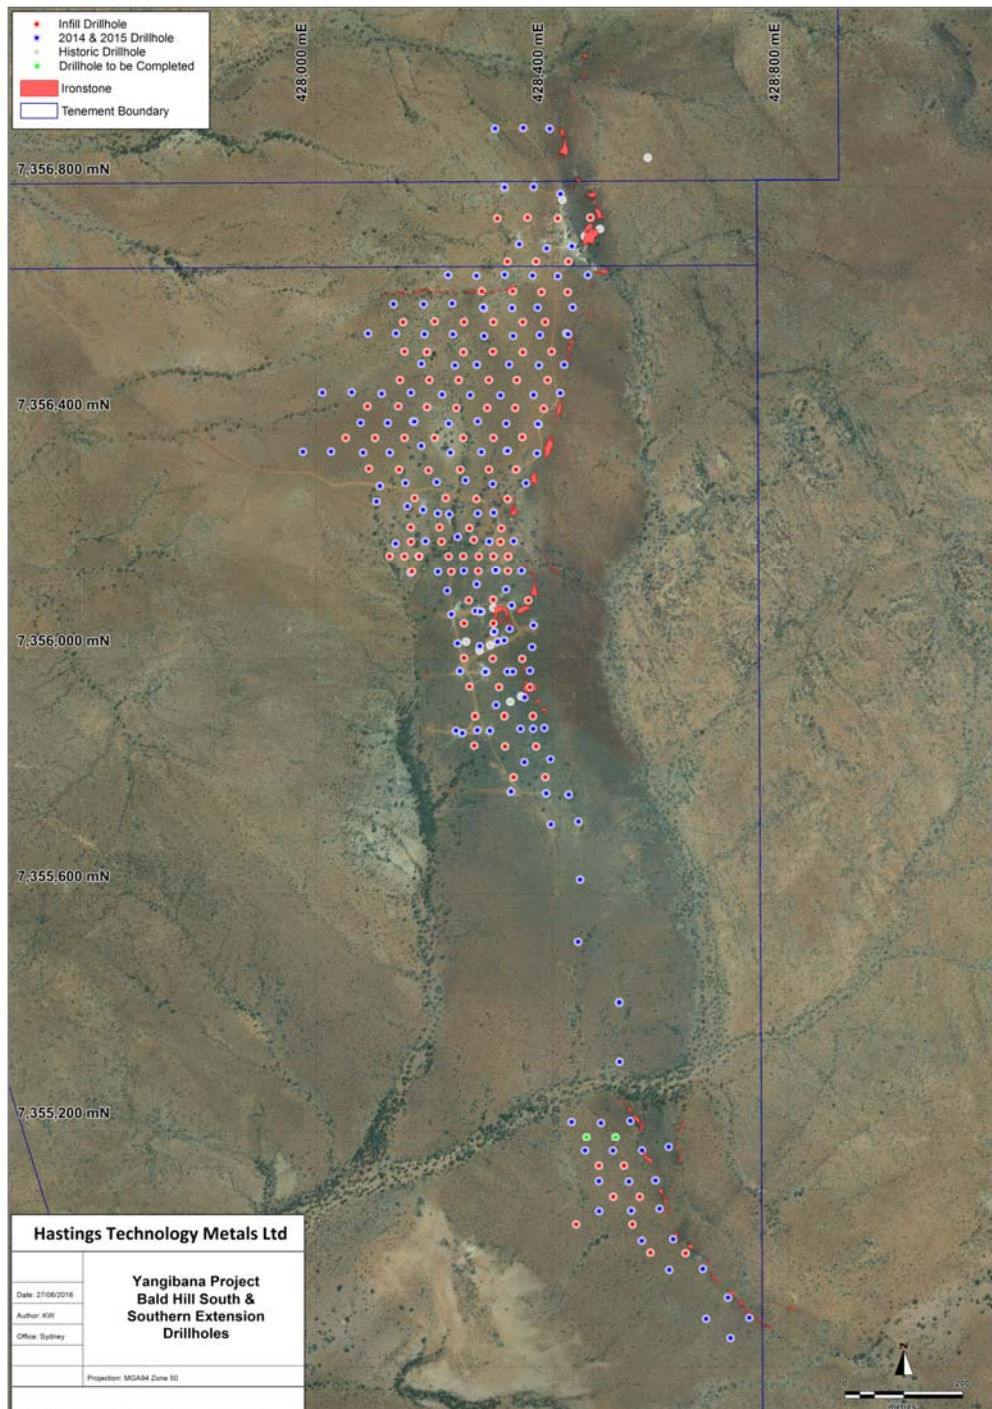 Infill Drillhole
2014 & 2015 Drillhole
Historic Drillhole
Drillhole to be Completed
Ironstone
Tenement Boundary
428,000 mE
428,400 mE
428,800 mE
7,356,800 mN
7,356,400 mN
7,356,000 mN
7,355,600 mN
7,355,200 mN
Hastings Technology Metals Ltd
Date: 27/06/2016
Author: KW
Office: Sydney
Yangibana Project
Bald Hill South &
Southern Extension
Drillholes
Projection: MGA94 Zone 50
N
0 200
metres